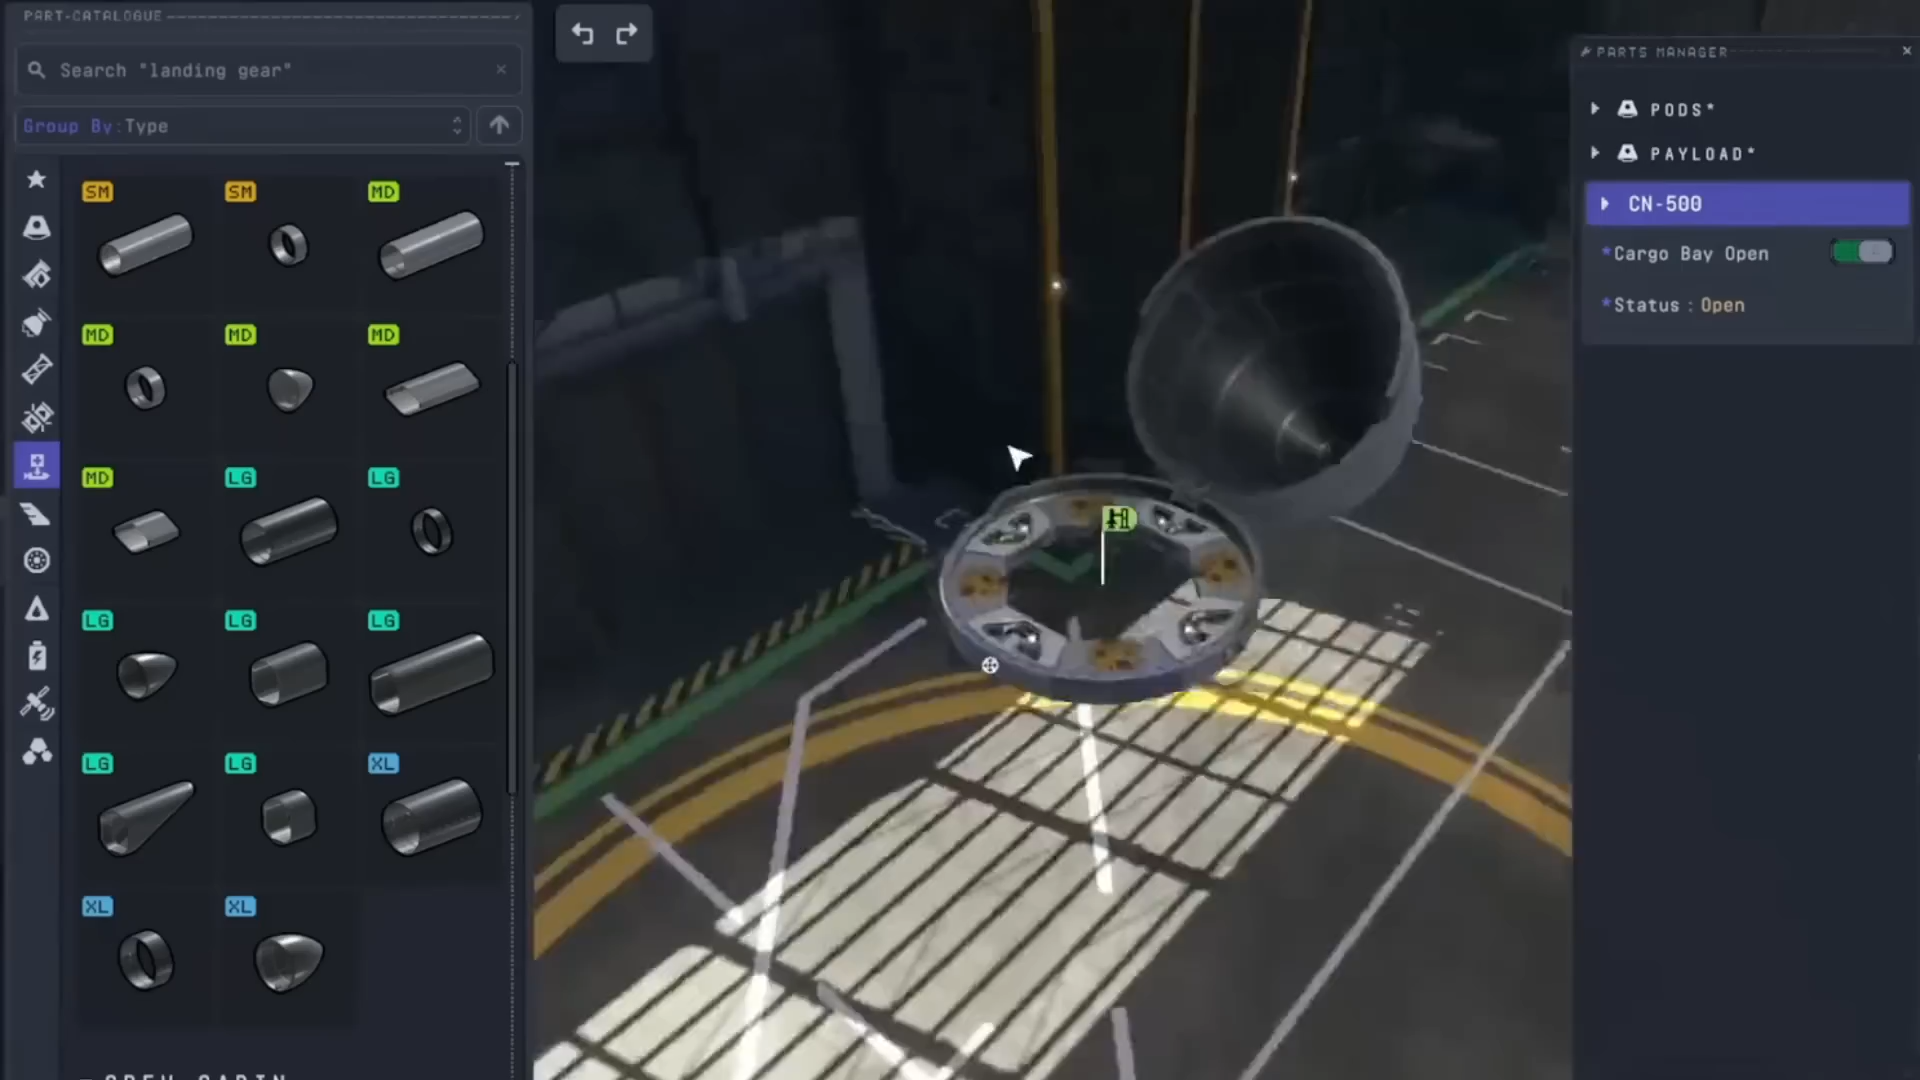 PART-CATALOGUE
Search "landing gear"
Group By: Type
SM
SM
MD
MD
MD
MD
MD
LG
LG
LG
LG
LG
LG
LG
XL
XL
XL
PARTS MANAGER
PODS*
PAYLOAD*
CN-500
*Cargo Bay Open
*Status : Open